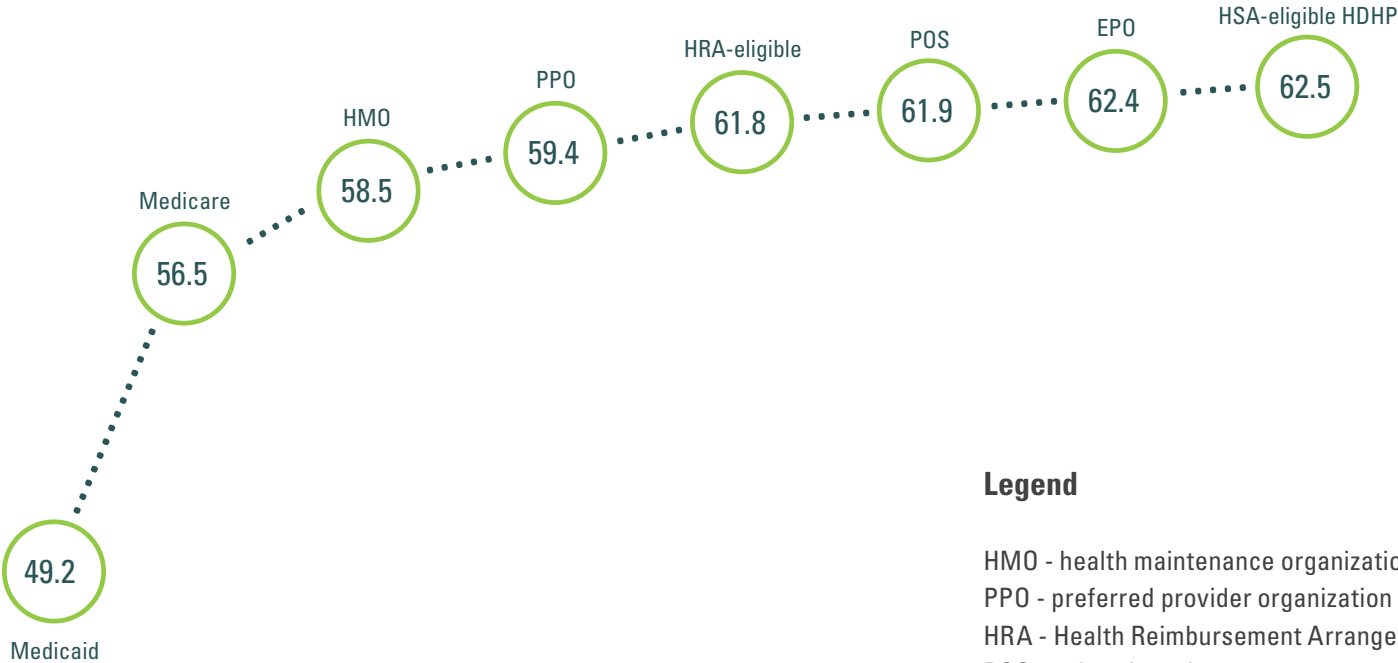 HSA-eligible HDHP
62.5
EPO
62.4
POS
61.9
HRA-eligible
61.8
PPO
59.4
HMO
58.5
Medicare
56.5
49.2
Medicaid
Legend
HMO - health maintenance
PPO - preferred provider organization
HRA - Health Reimbursement